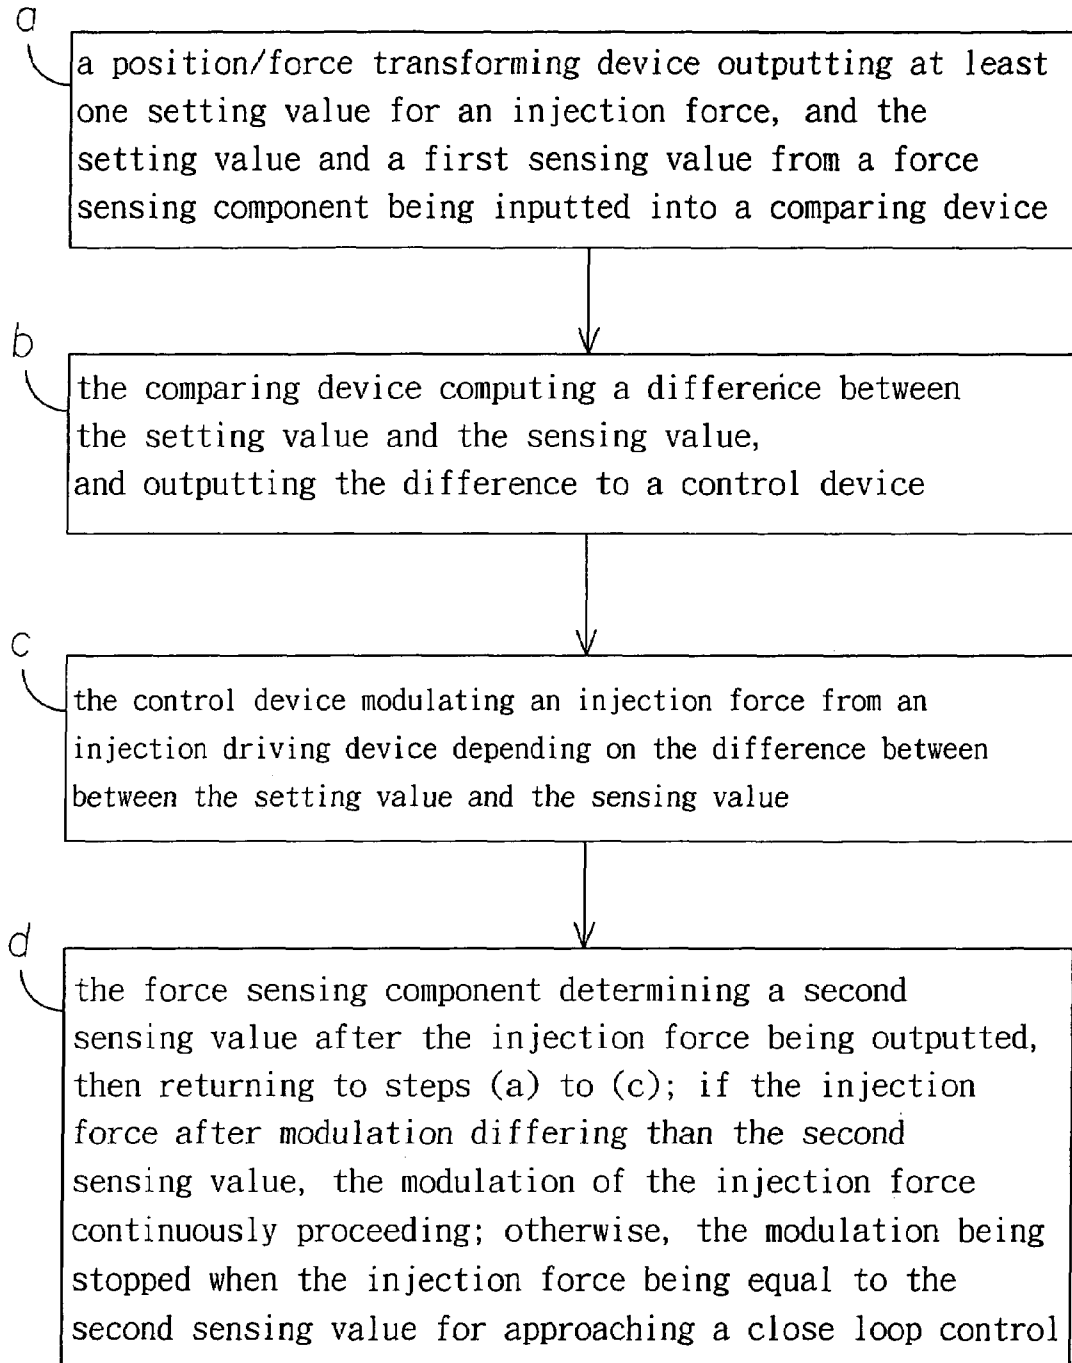 a
a position/force transforming device outputting at least
one setting value for an injection force, and the
setting value and a first sensing value from a force
sensing component being inputted into a comparing device
b
the comparing device computing a difference between
the setting value and the sensing value,
and outputting the difference to a control device
c
the control device modulating an injection force from an
injection driving device depending on the difference between
between the setting value and the sensing value
d
the force sensing component determining a second
sensing value after the injection force being outputted,
then returning to steps (a) to (c); if the injection
force after modulation differing than the second
sensing value, the modulation of the injection force
continuously proceeding; otherwise, the modulation being
stopped when the injection force being equal to the
second sensing value for approaching a close loop control